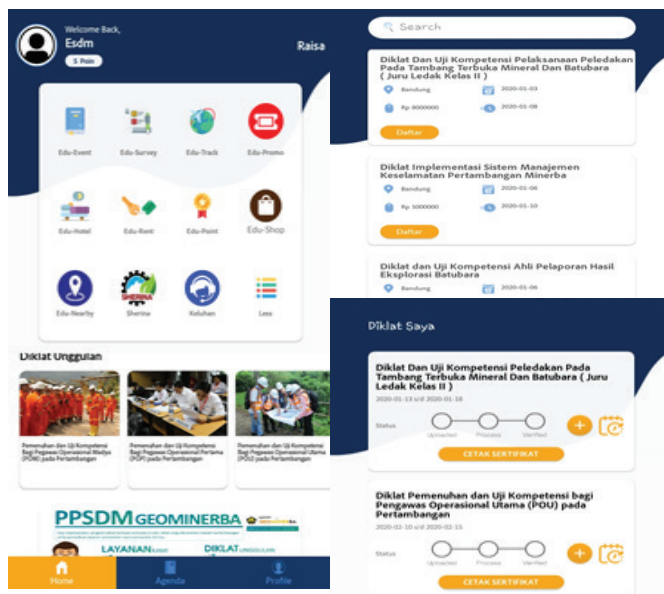 Welcome Back,
Esdm
Raisa
5 Poin
Edu-Event
Edu-Survey
Edu-Track
Edu-Promo
Edu-Hotel
Edu-Rent
Edu-Point
Edu-Shop
Edu-Nearby
SHERINA
Sherina
Keluhan
Less
Diklat Unggulan
Pemenuhan dan Uji Kompetensi
Bagi Pegawas Operasional Madya
(POM) pada Pertambangan
Pemenuhan dan Uji Kompetensi
Bagi Pegawas Operasional Pertama
(POP) pada Pertambangan
Pemenuhan dan Uji Kompetensi
Bagi Pegawas Operasional Utama
(POU) pada Pertambangan
PPSDM GEOMINERBA
LAYANAN
DIKLAT
Home
Agenda
Profile
Search
Diklat Dan Uji Kompetensi Pelaksanaan Peledakan
Pada Tambang Terbuka Mineral Dan Batubara
( Juru Ledak Kelas II )
Bandung
2020-01-03
Rp 8000000
2020-01-08
Daftar
Diklat Implementasi Sistem Manajemen
Keselamatan Pertambangan Minerba
Bandung
2020-01-06
Rp 5000000
2020-01-10
Daftar
Diklat dan Uji Kompetensi Ahli Pelaporan Hasil
Eksplorasi Batubara
Bandung
2020-01-06
Diklat Saya
Diklat Dan Uji Kompetensi Peledakan Pada
Tambang Terbuka Mineral Dan Batubara ( Juru
Ledak Kelas II )
2020-01-13 s/d 2020-01-18
Status
Uploaded
Process
Verified
CETAK SERTIFIKAT
Diklat Pemenuhan dan Uji Kompetensi bagi
Pengawas Operasional Utama (POU) pada
Pertambangan
2020-02-10 s/d 2020-02-15
Status
Uploaded
Process
Verified
CETAK SERTIFIKAT